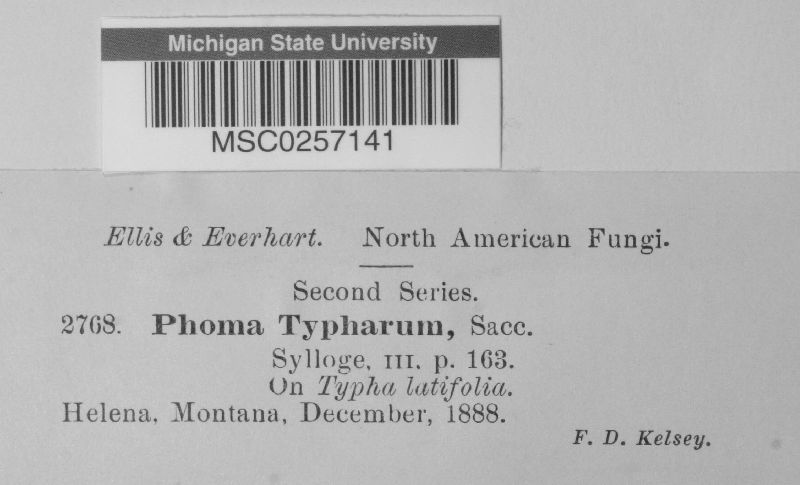 Michigan State University
MSC0257141
Ellis & Everhart. North American Fungi.
Second Series.
2768. Phoma Typharum, Sacc.
Sylloge, III, p. 163.
On Typha latifolia.
Helena, Montana, December, 1888.
F. D. Kelsey.